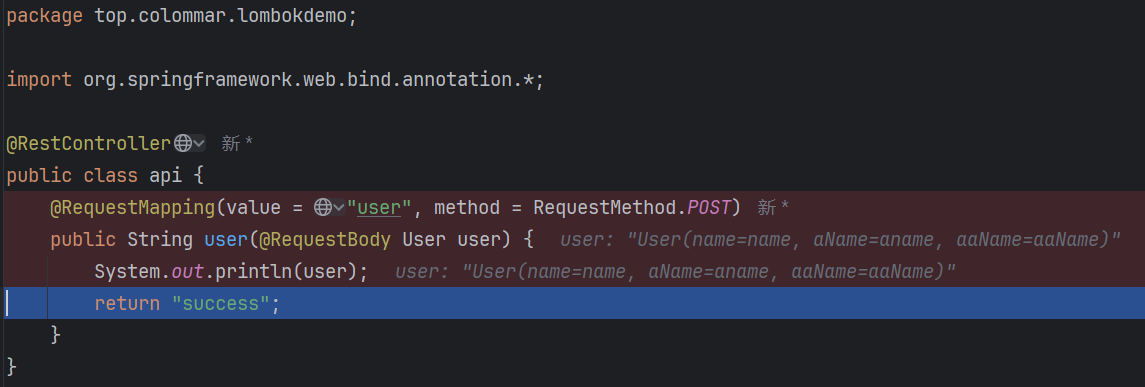 package top.colommar.lombokdemo;
import org.springframework.web.bind.annotation.*;
@RestController 新 *
public class api {
@RequestMapping(value = "user", method = RequestMethod.POST) 新 *
public String user(@RequestBody User user) { user: "User(name=name, aName=aname, aaName=aaName)"
System.out.println(user); user: "User(name=name, aName=aname, aaName=aaName)"
return "success";
}
}